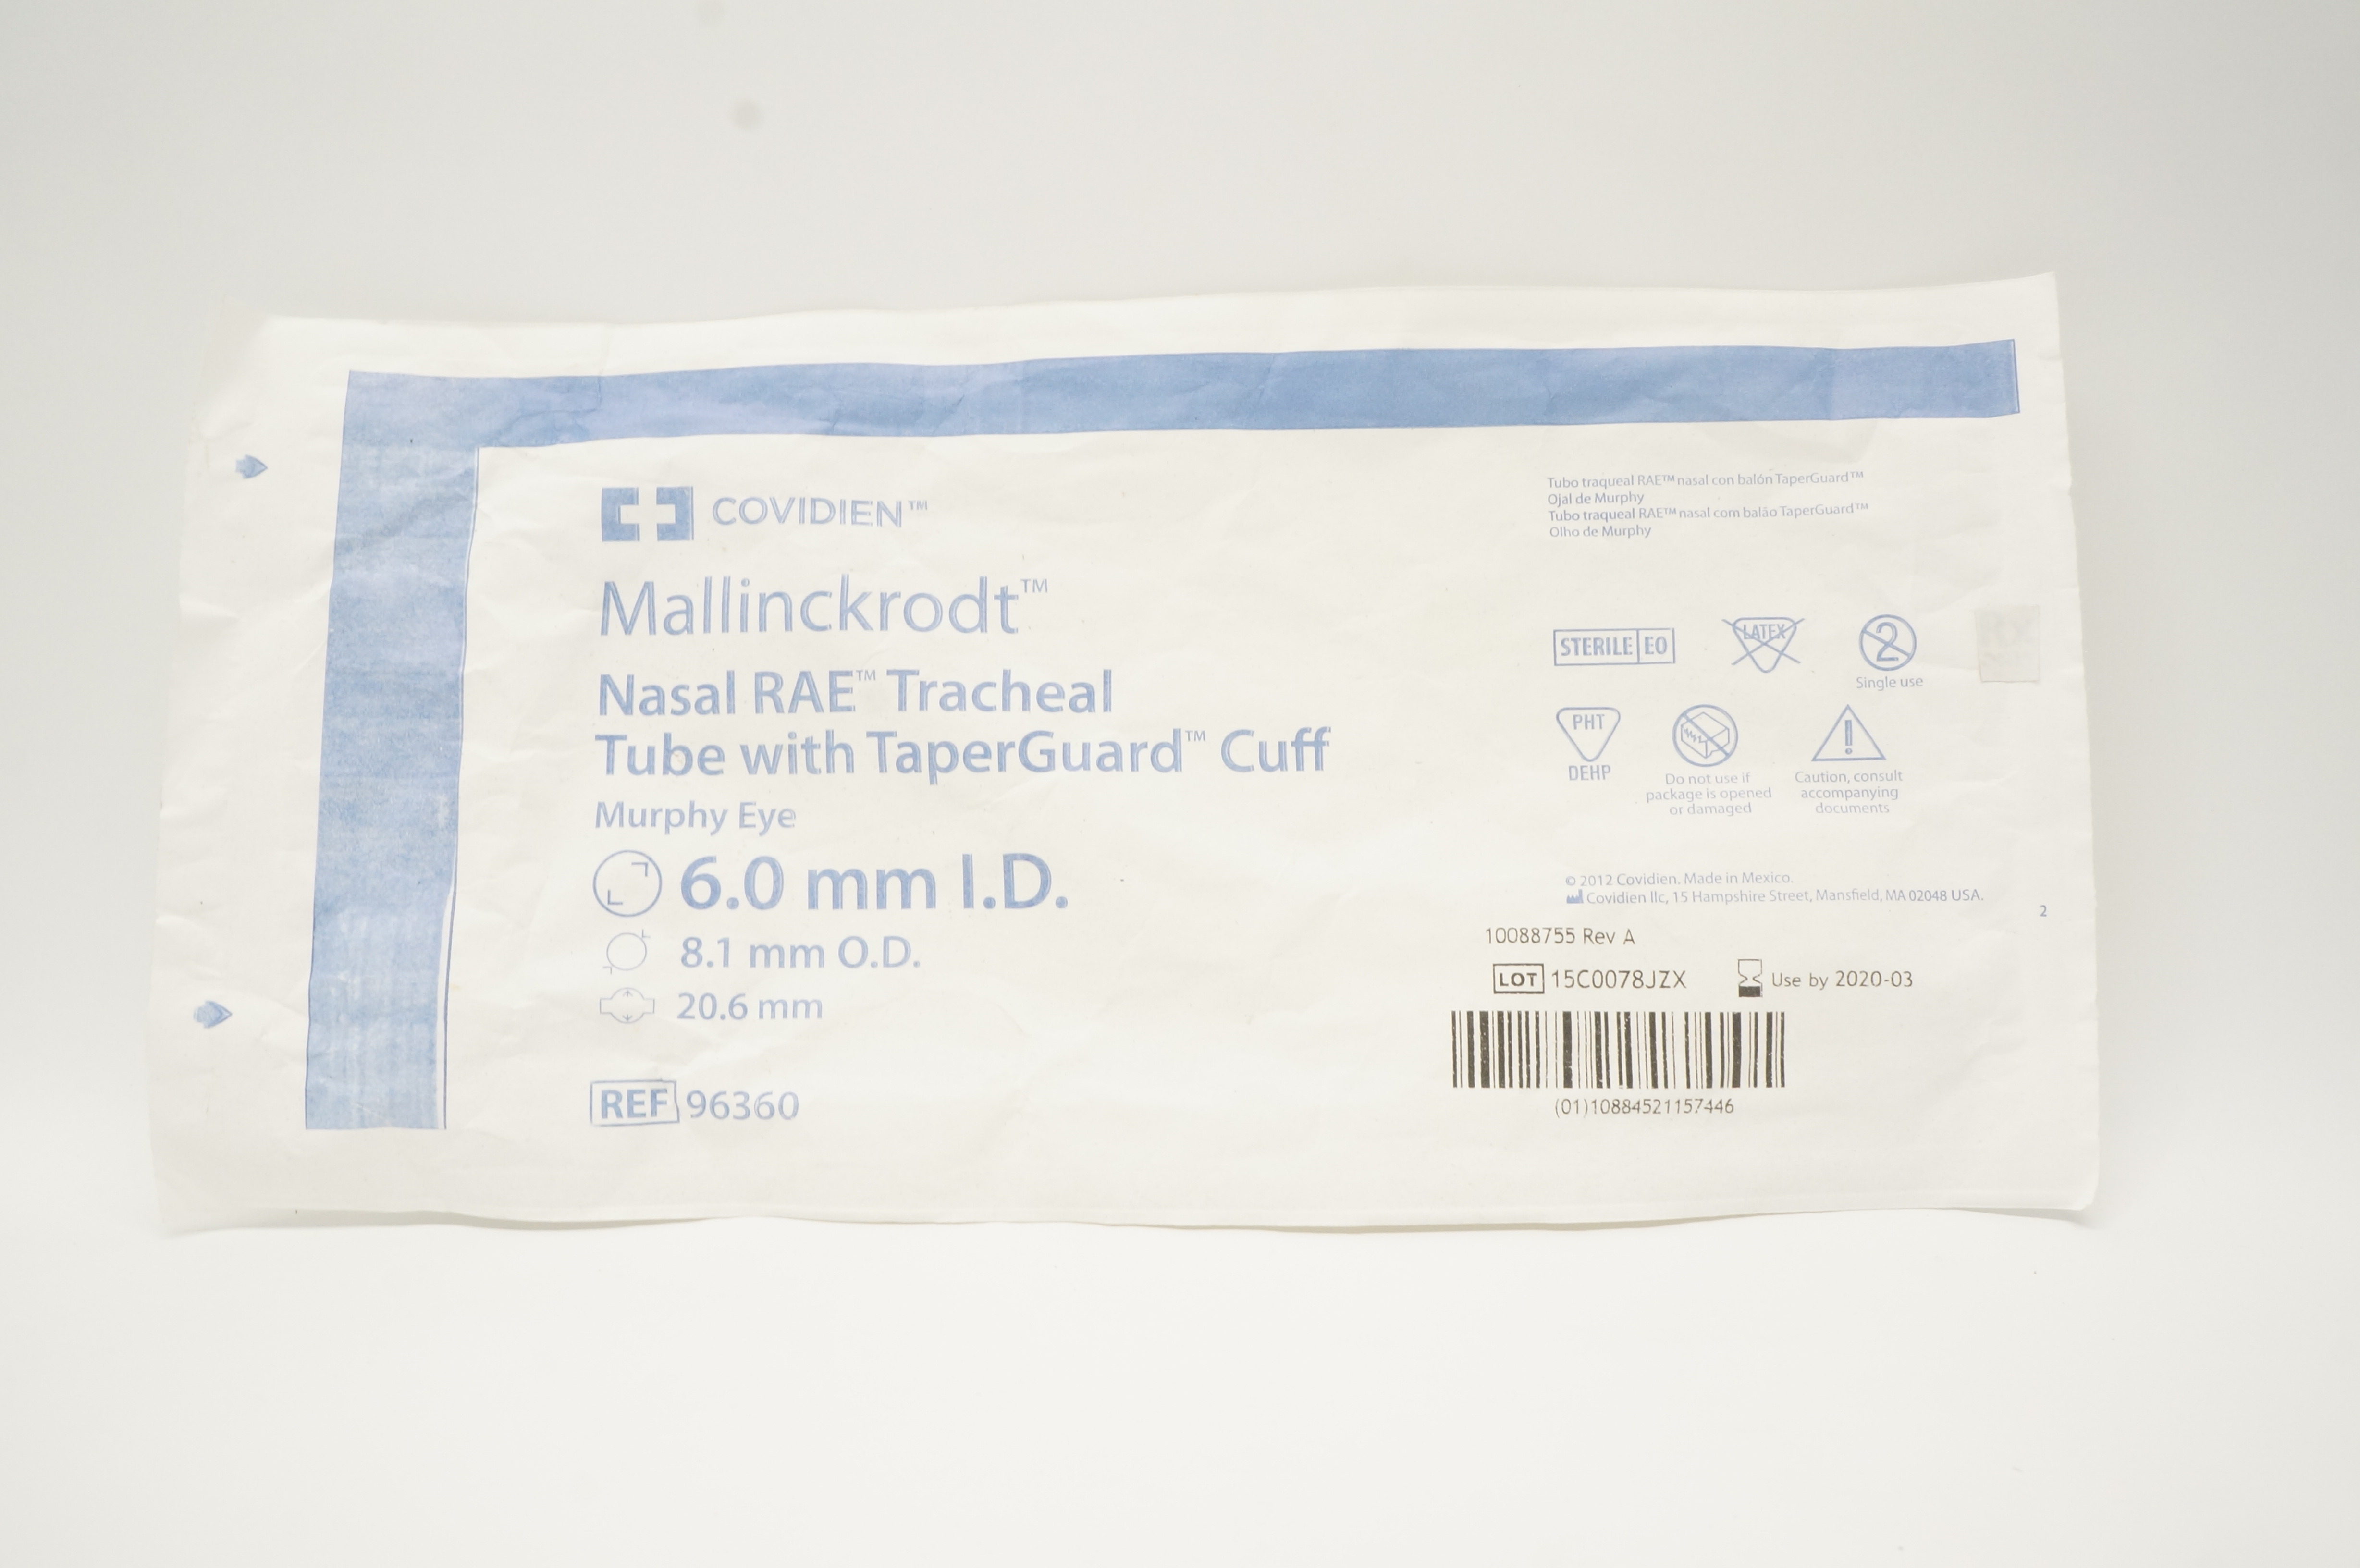 COVIDIEN™
Mallinckrodt™
Nasal RAE™ Tracheal
Tube with TaperGuard™ Cuff
Murphy Eye
6.0 mm I.D.
8.1 mm O.D.
20.6 mm
REF 96360
Tubo traqueal RAE™ nasal con balón TaperGuard™
Ojal de Murphy
Tubo traqueal RAE™ nasal com balão TaperGuard™
Olho de Murphy
STERILE EO
LATEX
2
Single use
PHT
DEHP
Do not use if
package is opened
or damaged
!
Caution, consult
accompanying
documents
© 2012 Covidien. Made in Mexico.
Covidien llc, 15 Hampshire Street, Mansfield, MA 02048 USA.
2
10088755 Rev A
LOT 15C0078JZX Use by 2020-03
(01)10884521157446